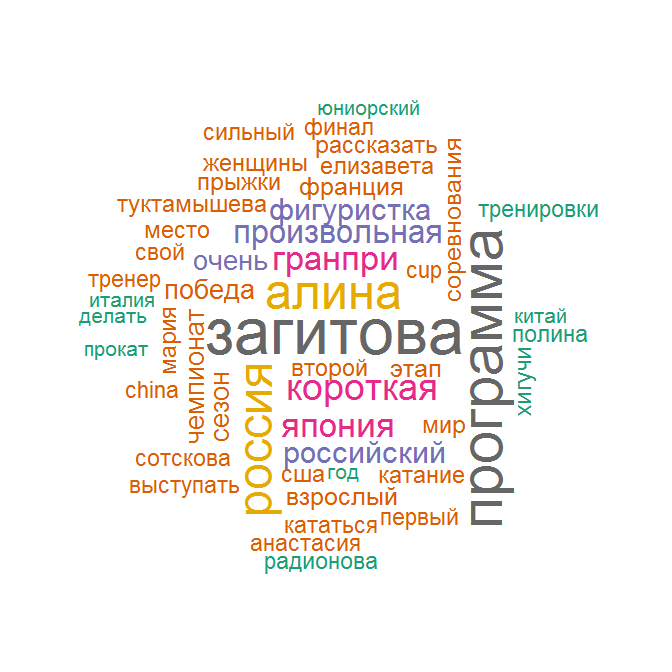 юниорский
сильный
финал
рассказать
женщины
елизавета
прыжки
франция
соревнования
туктамышева
фигуристка
тренировки
место
произвольная
свой
очень
гранпри
cup
программа
тренер
победа
алина
италия
делать
мария
чемпионат
загитова
китай
полина
прокат
второй
этап
хигучи
china
сезон
россия
короткая
япония
мир
сотскова
российский
выступать
сша
год
катание
взрослый
кататься
первый
анастасия
радионова